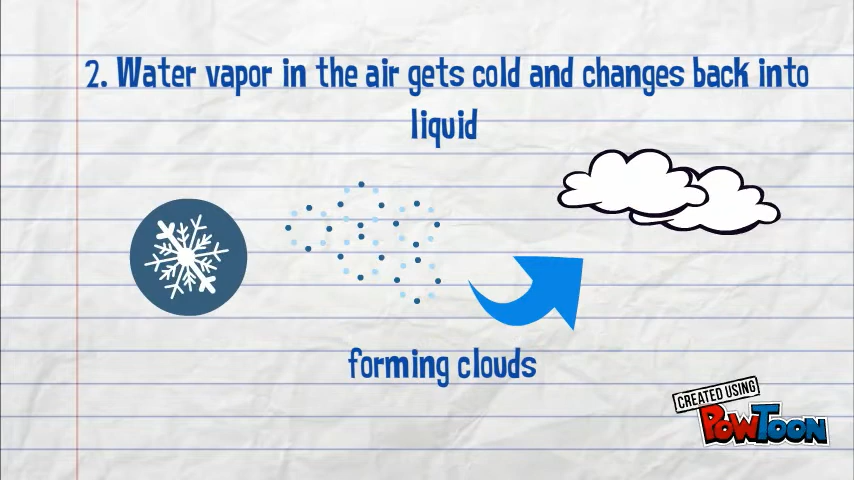 2. Water vapor in the air gets cold and changes back into
liquid
forming clouds
CREATED USING
POWTOON